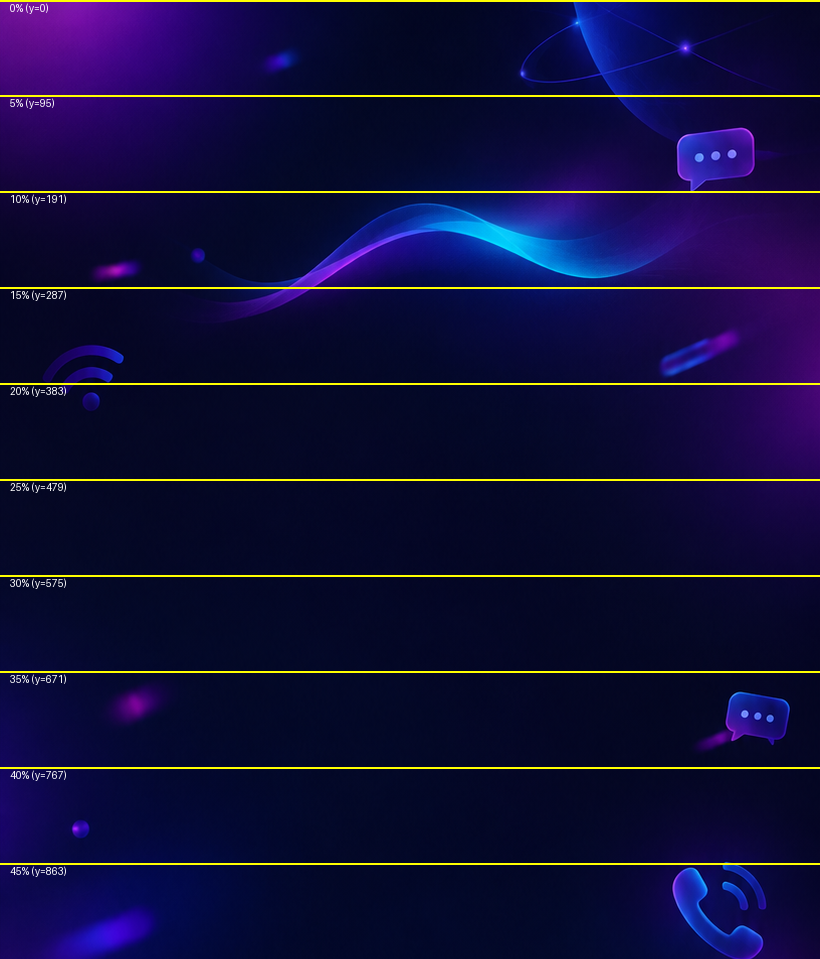 0% (y=0)
5% (y=95)
10% (y=191)
15% (y=287)
20% (y=383)
25% (y=479)
30% (y=575)
35% (y=671)
40% (y=767)
45% (y=863)